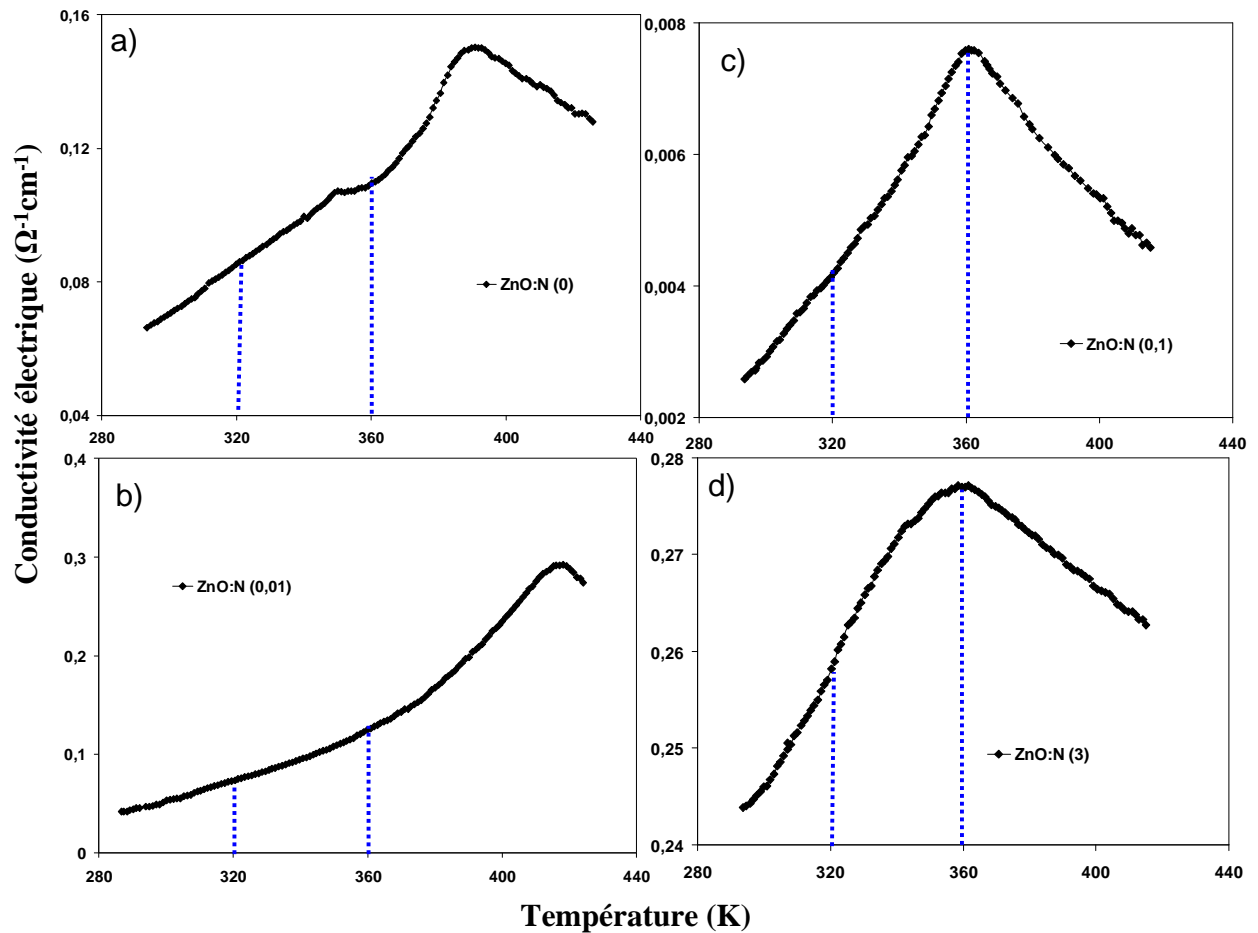 Conductivité électrique (Ω⁻¹cm⁻¹)
a)
0,16
0,12
0,08
0,04
280 320 360 400 440
ZnO:N (0)
b)
0,4
0,3
0,2
0,1
0
280 320 360 400 440
ZnO:N (0,01)
c)
0,008
0,006
0,004
0,002
280 320 360 400 440
ZnO:N (0,1)
d)
0,28
0,27
0,26
0,25
0,24
280 320 360 400 440
ZnO:N (3)
Température (K)